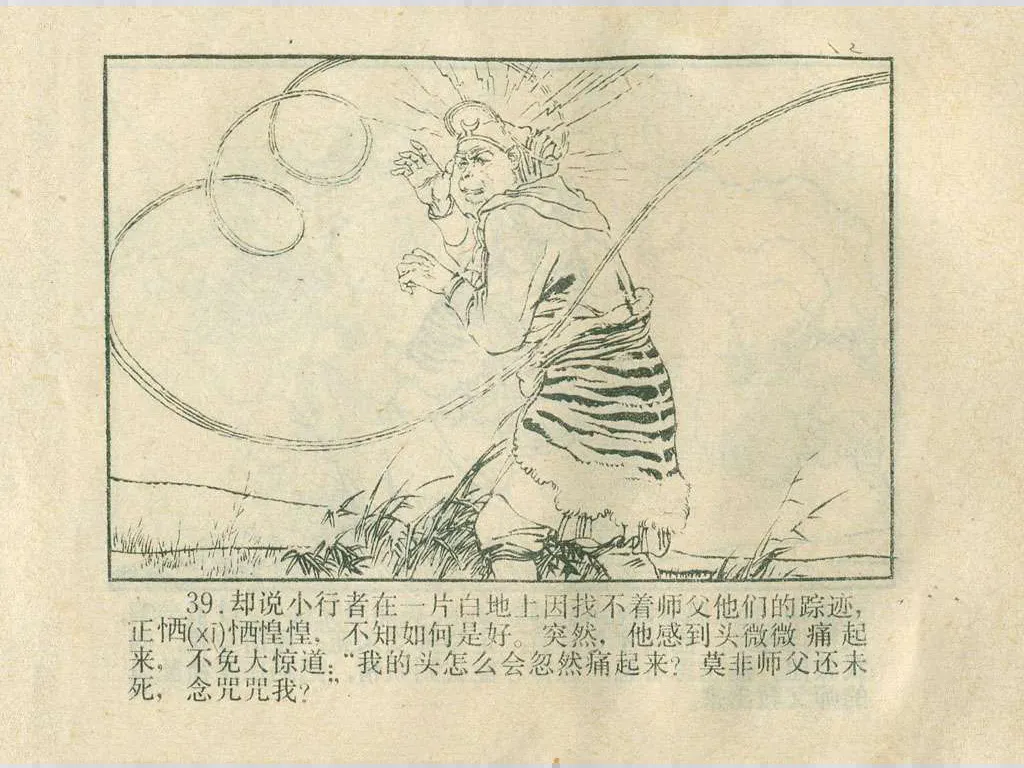 39.却说小行者在一片白地上因找不着师父他们的踪迹，
正恓(xī)恓惶惶，不知如何是好。突然，他感到头微微痛起
来，不免大惊道：“我的头怎么会忽然痛起来？莫非师父还未
死，念咒咒我？”